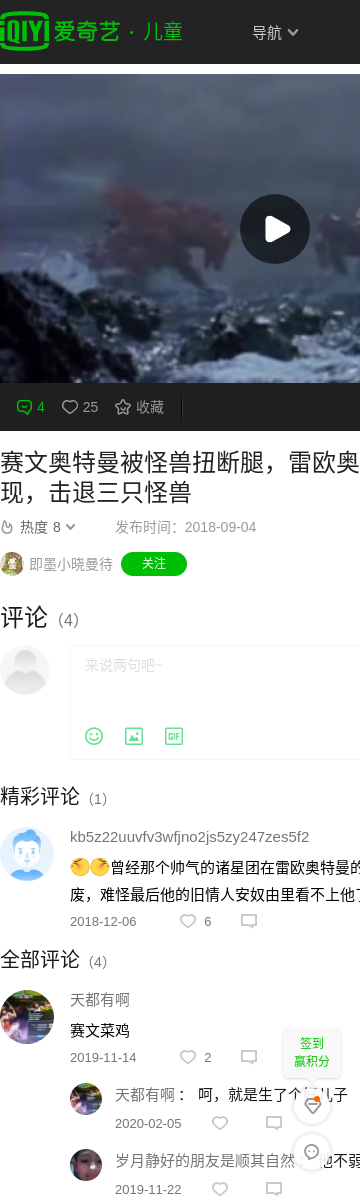 QIYI 爱奇艺 · 儿童
导航
4 25 收藏
赛文奥特曼被怪兽扭断腿，雷欧奥
现，击退三只怪兽
热度 8 发布时间：2018-09-04
即墨小晓曼待 关注
评论（4）
来说两句吧~
GIF
精彩评论（1）
kb5z22uuvfv3wfjno2js5zy247zes5f2
曾经那个帅气的诸星团在雷欧奥特曼的
废，难怪最后他的旧情人安奴由里看不上他了
2018-12-06 6
全部评论（4）
天都有啊
赛文菜鸡
2019-11-14 2
签到
赢积分
天都有啊： 呵，就是生了个
儿子
2020-02-05
岁月静好的朋友是顺其自然
他不弱
2019-11-22